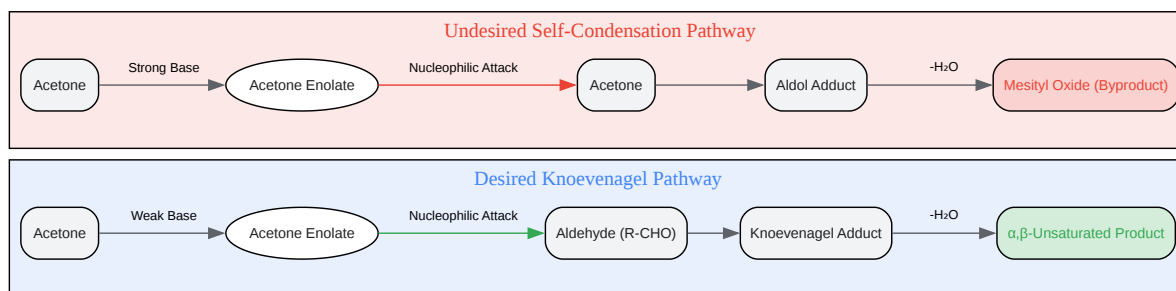 Undesired Self-Condensation Pathway
Acetone
Strong Base
Acetone Enolate
Nucleophilic Attack
Acetone
Aldol Adduct
-H₂O
Mesityl Oxide (Byproduct)
Desired Knoevenagel Pathway
Acetone
Weak Base
Acetone Enolate
Nucleophilic Attack
Aldehyde (R-CHO)
Knoevenagel Adduct
-H₂O
α,β-Unsaturated Product